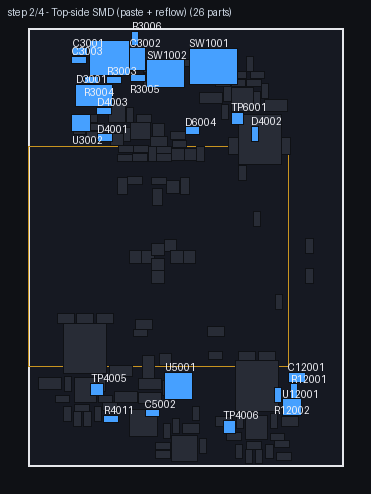 step 2/4 - Top-side SMD (paste + reflow) (26 parts)
R3006
C3001
C3002
SW1001
C3003
SW1002
D3001
R3003
R3004
R3005
D4003
TP6001
D6004
D4002
D4001
U3002
U5001
C12001
TP4005
R12001
U12001
C5002
R4011
TP4006
R12002